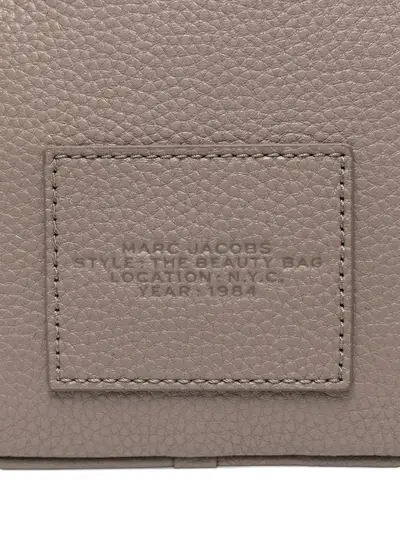 MARC JACOBS
STYLE: THE BEAUTY BAG
LOCATION: N.Y.C.
YEAR: 1984